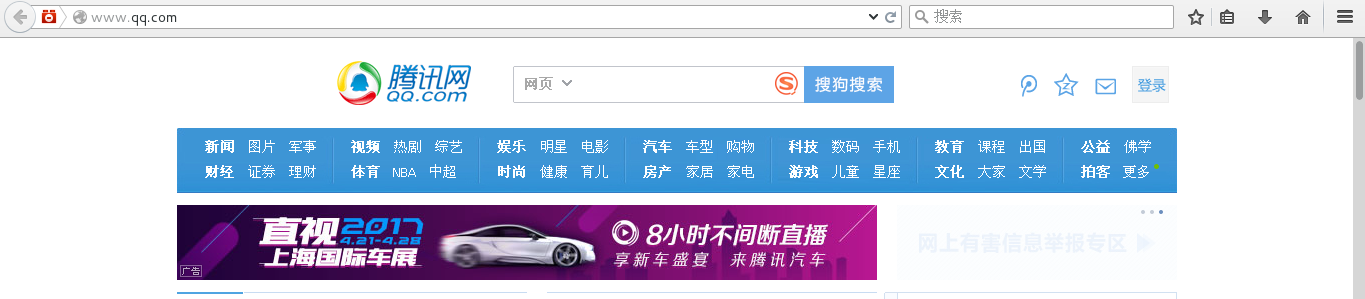 www.qq.com
搜索
腾讯网
QQ.com
网页
搜狗搜索
登录
新闻 图片 军事 视频 热剧 综艺 娱乐 明星 电影 汽车 车型 购物 科技 数码 手机 教育 课程 出国 公益 佛学
财经 证券 理财 体育 NBA 中超 时尚 健康 育儿 房产 家居 家电 游戏 儿童 星座 文化 大家 文学 拍客 更多
直视2017
4.21-4.28
上海国际车展
8小时不间断直播
享新车盛宴 来腾讯汽车
广告
网上有害信息举报专区